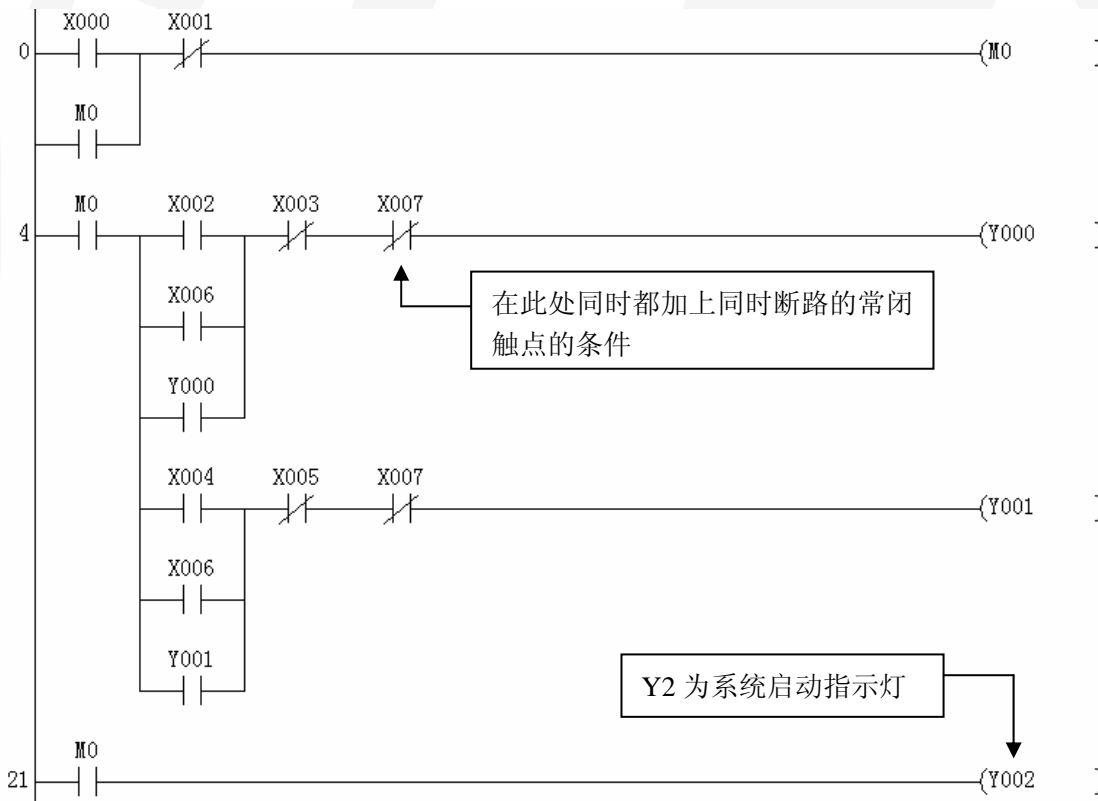 X000 X001
0 (M0 ]
M0
M0 X002 X003 X007
4 (Y000 ]
在此处同时都加上同时断路的常闭
触点的条件
X006
Y000
X004 X005 X007
(Y001 ]
X006
Y001
Y2 为系统启动指示灯
M0
21 (Y002 ]